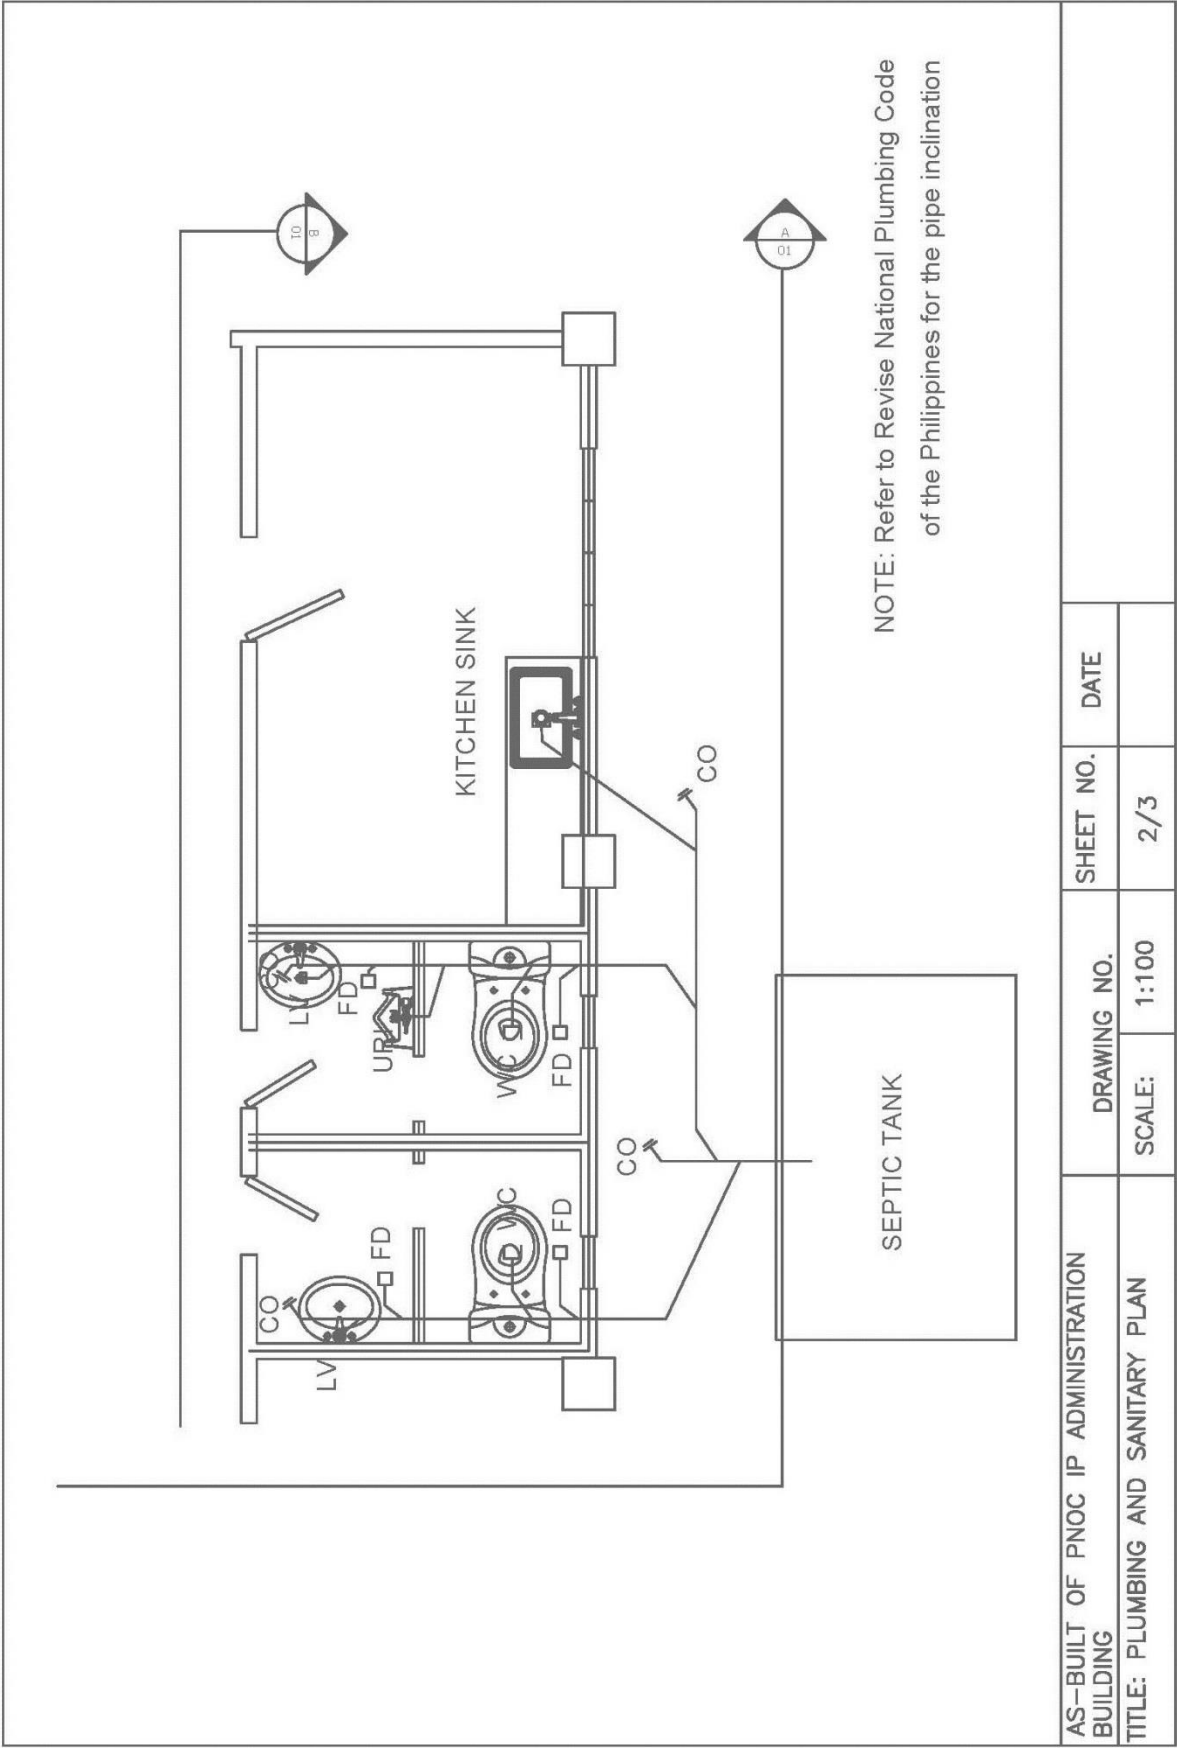 B
01
A
01
KITCHEN SINK
CO
LV
FD
UR
WC
FD
CO
CO
LV
FD
WC
FD
CO
SEPTIC TANK
NOTE: Refer to Revise National Plumbing Code
of the Philippines for the pipe inclination
AS-BUILT OF PNOC IP ADMINISTRATION
BUILDING
TITLE: PLUMBING AND SANITARY PLAN
DRAWING NO.
SCALE: 1:100
SHEET NO.
2/3
DATE